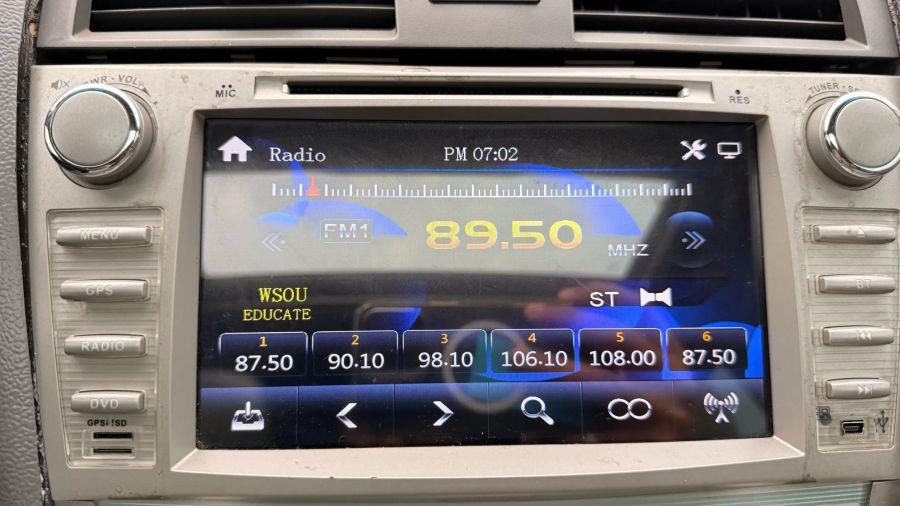 PWR - VOL
MIC
RES
TUNER - S
Radio
PM 07:02
FM1
89.50
MHZ
WSOU
EDUCATE
ST
1
2
3
4
5
6
87.50
90.10
98.10
106.10
108.00
87.50
MENU
GPS
RADIO
DVD
GPS
SD
BT